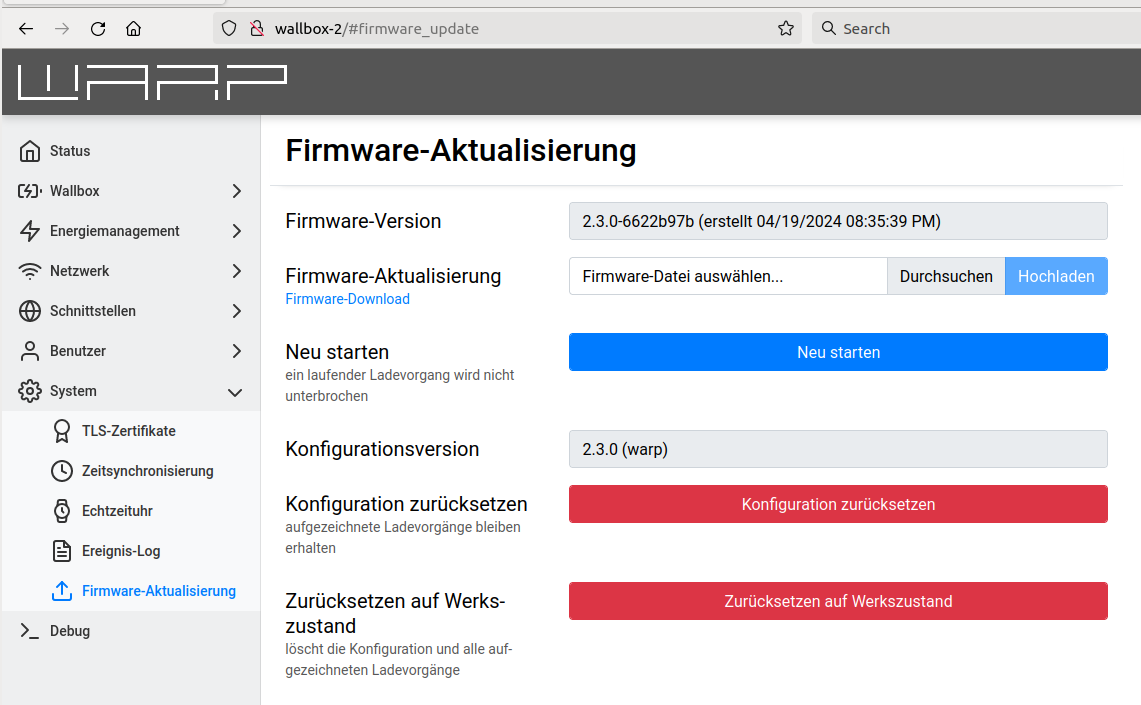 wallbox-2/#firmware_update
Search
WARP
Status
Wallbox
Energiemanagement
Netzwerk
Schnittstellen
Benutzer
System
TLS-Zertifikate
Zeitsynchronisierung
Echtzeituhr
Ereignis-Log
Firmware-Aktualisierung
Debug
Firmware-Aktualisierung
Firmware-Version
2.3.0-6622b97b (erstellt 04/19/2024 08:35:39 PM)
Firmware-Aktualisierung
Firmware-Datei auswählen...
Durchsuchen
Hochladen
Firmware-Download
Neu starten
Neu starten
ein laufender Ladevorgang wird nicht
unterbrochen
Konfigurationsversion
2.3.0 (warp)
Konfiguration zurücksetzen
Konfiguration zurücksetzen
aufgezeichnete Ladevorgänge bleiben
erhalten
Zurücksetzen auf Werks-
zustand
Zurücksetzen auf Werkszustand
löscht die Konfiguration und alle auf-
gezeichneten Ladevorgänge